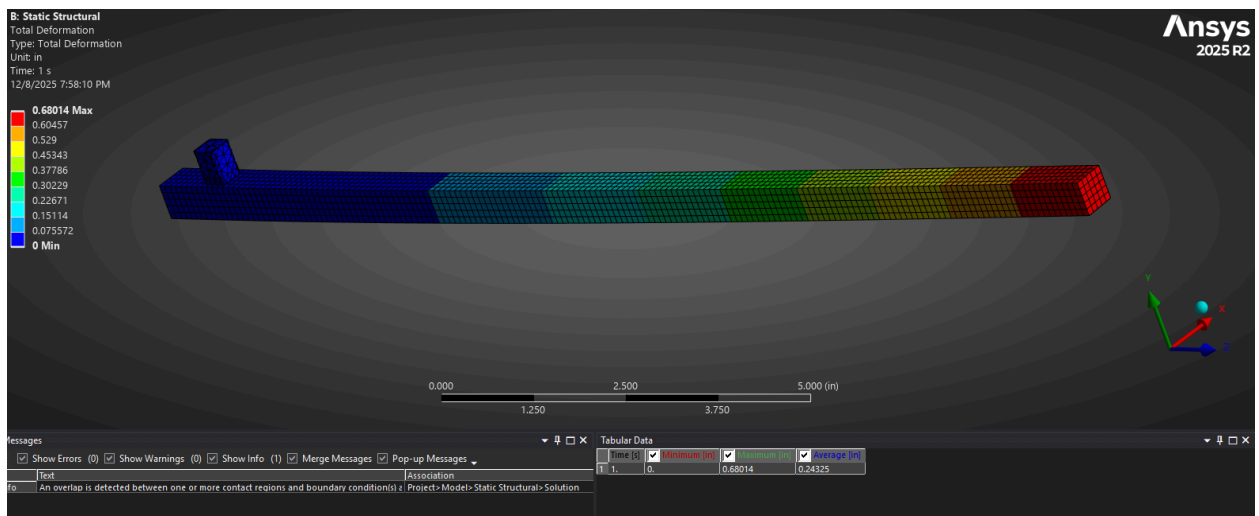 B: Static Structural
Total Deformation
Type: Total Deformation
Unit: in
Time: 1 s
12/8/2025 7:58:10 PM
Ansys
2025 R2
0.68014 Max
0.60457
0.529
0.45343
0.37786
0.30229
0.22671
0.15114
0.075572
0 Min
Y
X
Z
0.000 2.500 5.000 (in)
1.250 3.750
Messages
Show Errors (0) Show Warnings (0) Show Info (1) Merge Messages Pop-up Messages
Text Association
fo An overlap is detected between one or more contact regions and boundary condition(s) a Project>Model>Static Structural>Solution
Tabular Data
Time [s] Minimum [in] Maximum [in] Average [in]
1 1. 0. 0.68014 0.24325